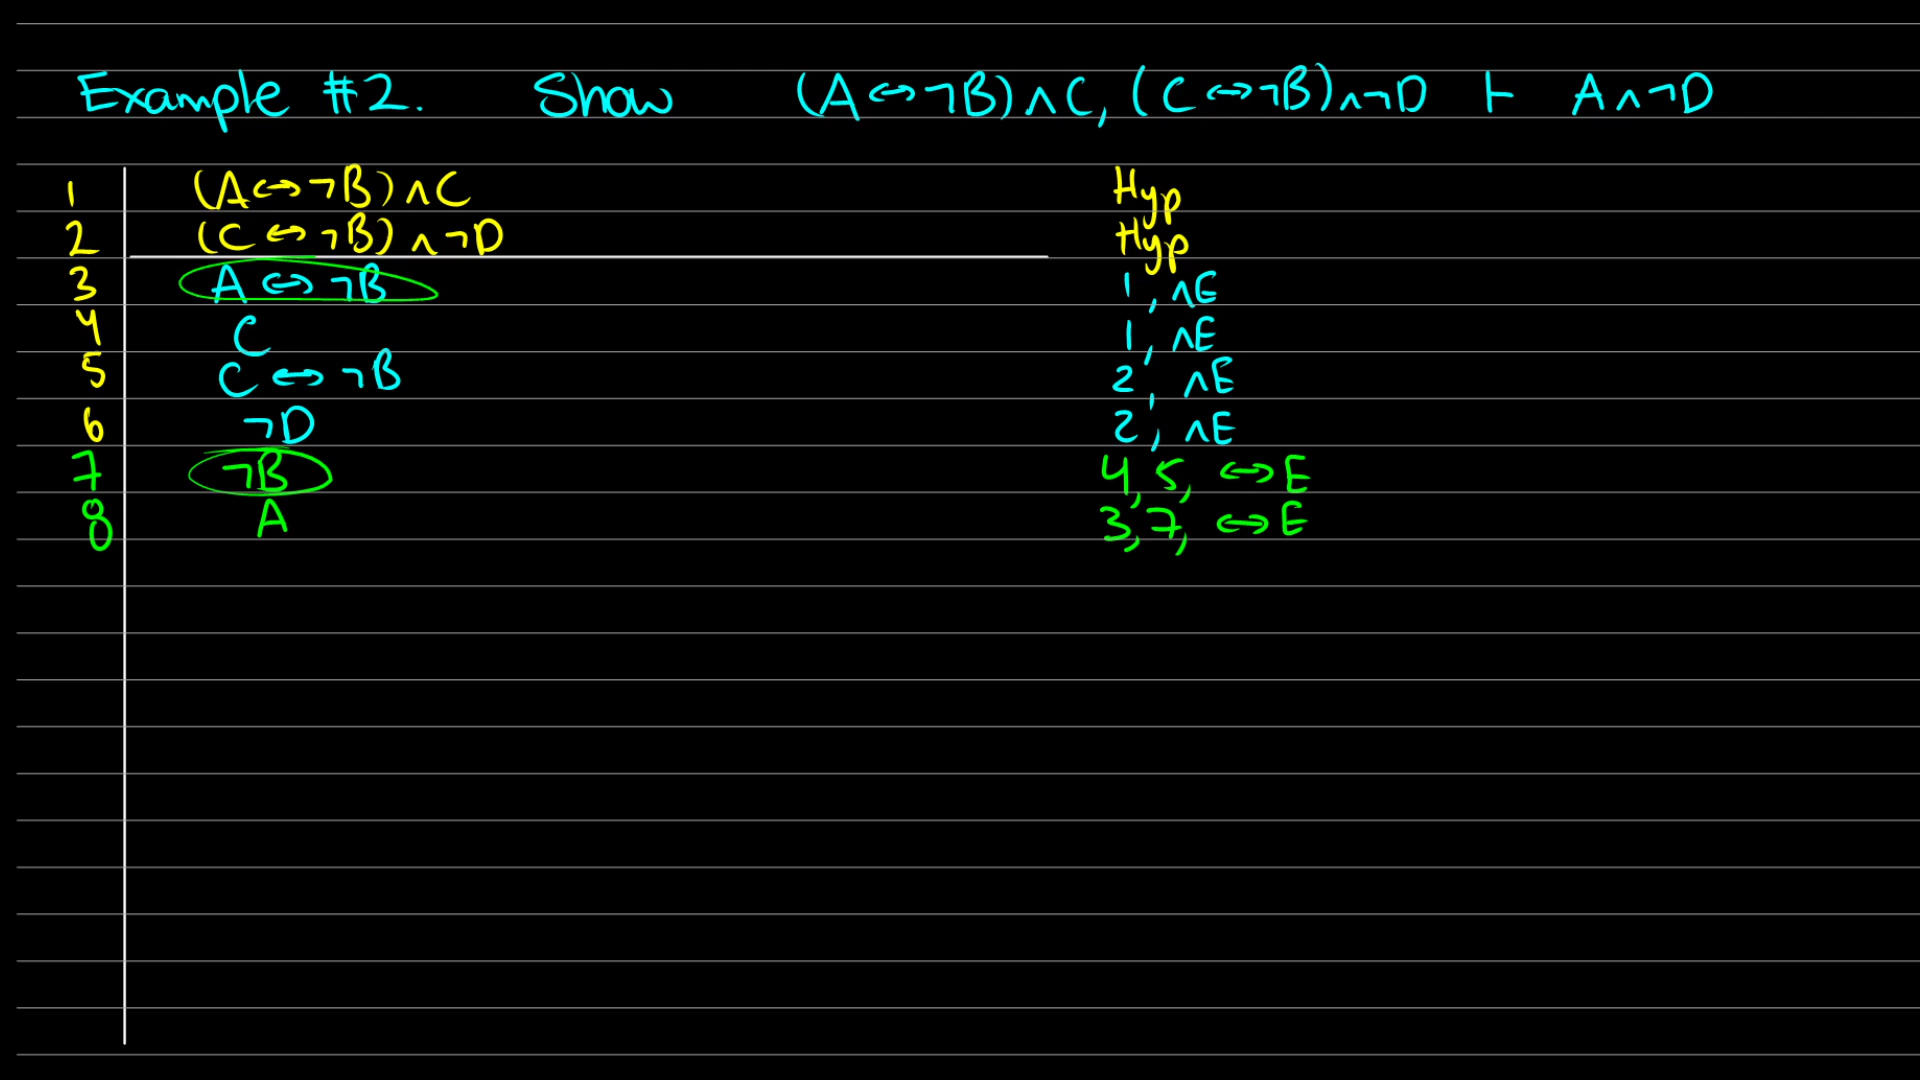 Example #2. Show (A↔¬B)∧C, (C↔¬B)∧¬D ⊢ A∧¬D
1 (A↔¬B)∧C Hyp
2 (C↔¬B)∧¬D Hyp
3 A↔¬B 1, ∧E
4 C 1, ∧E
5 C↔¬B 2, ∧E
6 ¬D 2, ∧E
7 ¬B 4, 5, ↔E
8 A 3, 7, ↔E